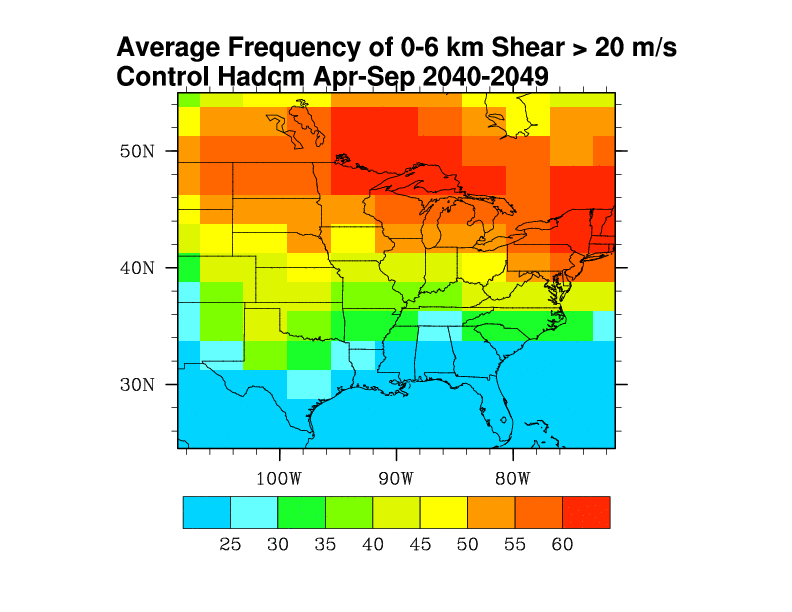 Average Frequency of 0-6 km Shear > 20 m/s
Control Hadcm Apr-Sep 2040-2049
50N
40N
30N
100W 90W 80W
25 30 35 40 45 50 55 60